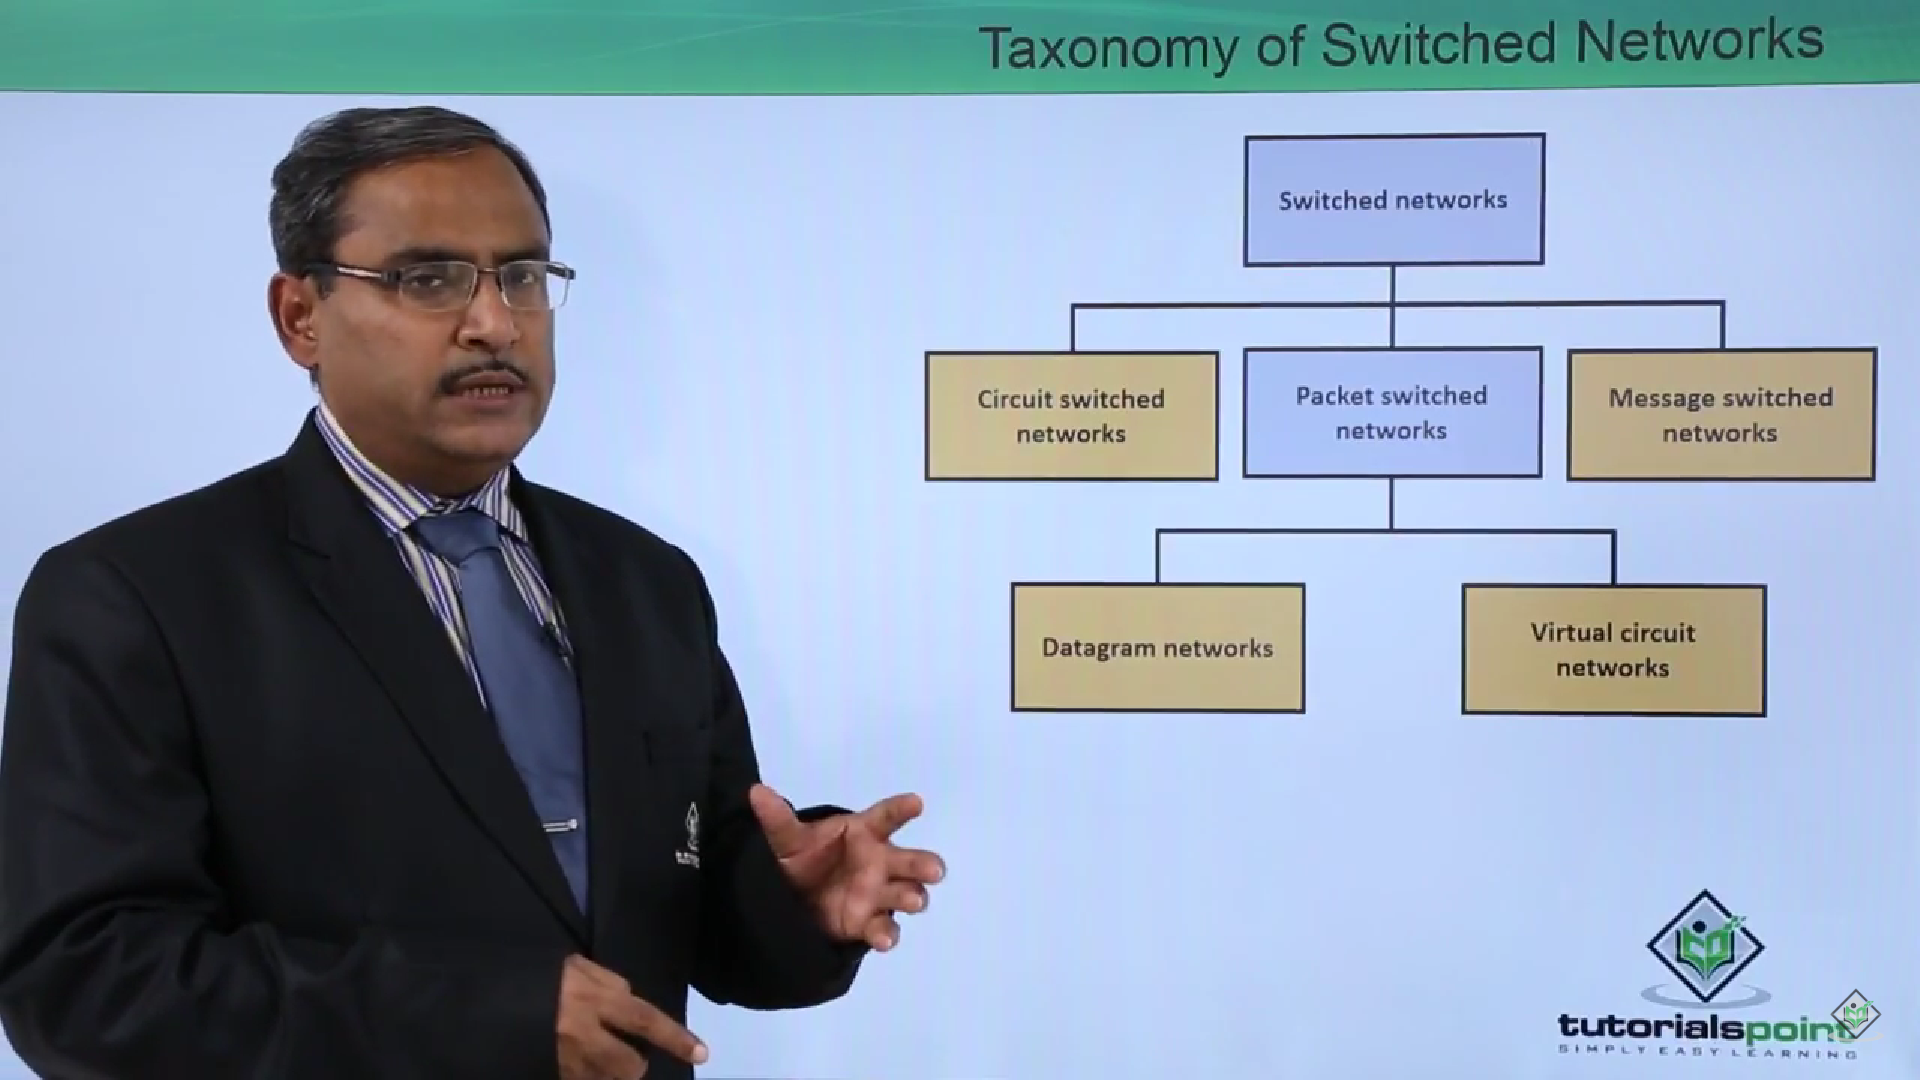 Taxonomy of Switched Networks
Switched networks
Circuit switched
networks
Packet switched
networks
Message switched
networks
Datagram networks
Virtual circuit
networks
tutorialspoint
SIMPLY EASY LEARNING